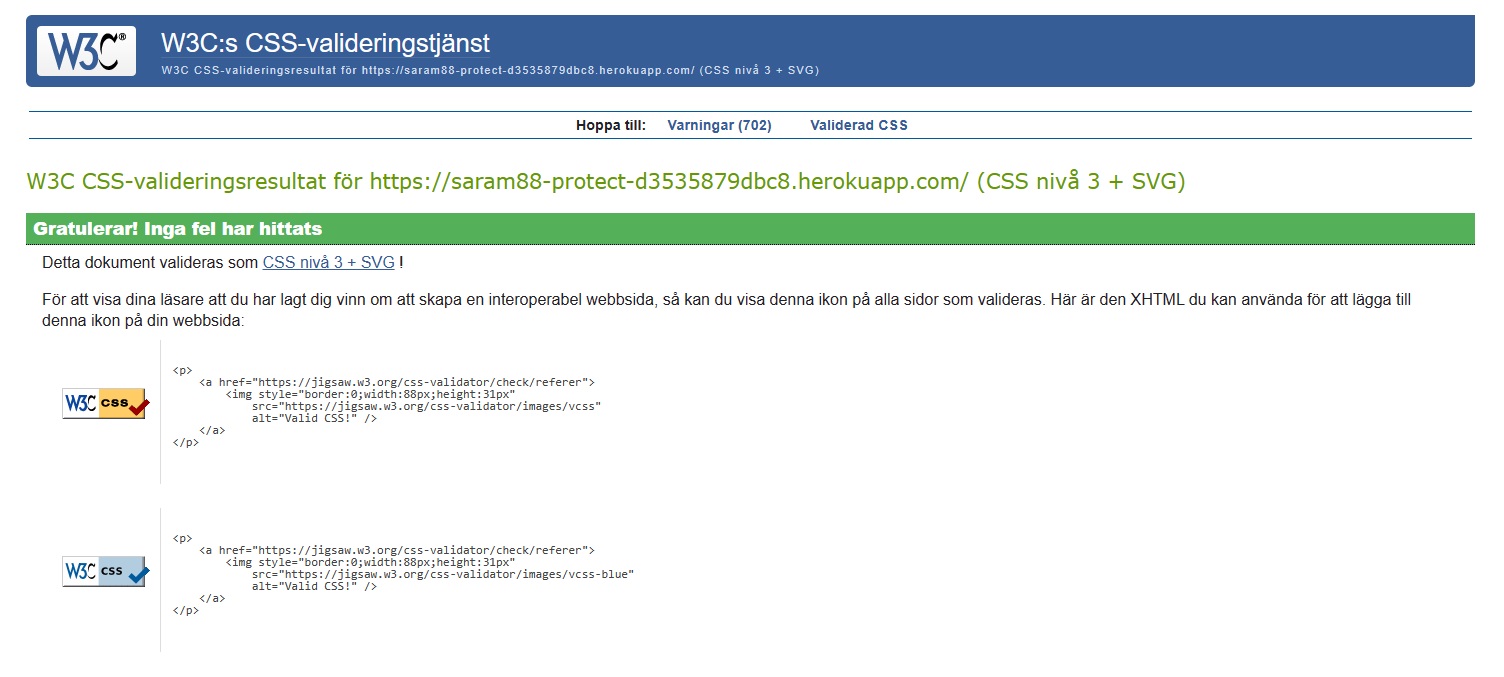 W3C®
W3C:s CSS-valideringstjänst
W3C CSS-valideringsresultat för https://saram88-protect-d3535879dbc8.herokuapp.com/ (CSS nivå 3 + SVG)
Hoppa till: Varningar (702) Validerad CSS
W3C CSS-valideringsresultat för https://saram88-protect-d3535879dbc8.herokuapp.com/ (CSS nivå 3 + SVG)
Gratulerar! Inga fel har hittats
Detta dokument valideras som CSS nivå 3 + SVG !
För att visa dina läsare att du har lagt dig vinn om att skapa en interoperabel webbsida, så kan du visa denna ikon på alla sidor som valideras. Här är den XHTML du kan använda för att lägga till
denna ikon på din webbsida:
W3C css
<p>
    <a href="https://jigsaw.w3.org/css-validator/check/referer">
        <img style="border:0;width:88px;height:31px"
            src="https://jigsaw.w3.org/css-validator/images/vcss"
            alt="Valid CSS!" />
    </a>
</p>
W3C css
<p>
    <a href="https://jigsaw.w3.org/css-validator/check/referer">
        <img style="border:0;width:88px;height:31px"
            src="https://jigsaw.w3.org/css-validator/images/vcss-blue"
            alt="Valid CSS!" />
    </a>
</p>